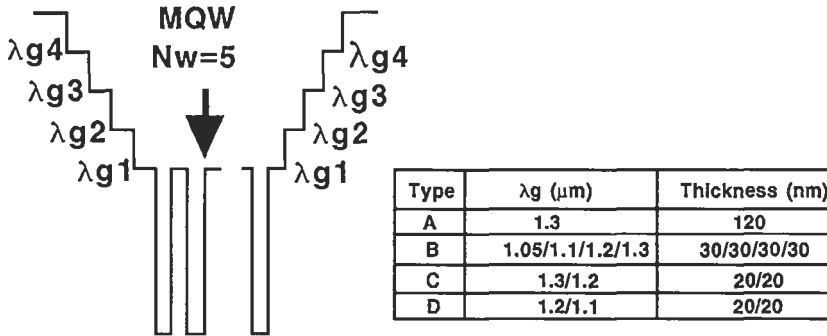 MQW
Nw=5
λg4 λg4
λg3 λg3
λg2 λg2
λg1 λg1
Type λg (μm) Thickness (nm)
A 1.3 120
B 1.05/1.1/1.2/1.3 30/30/30/30
C 1.3/1.2 20/20
D 1.2/1.1 20/20